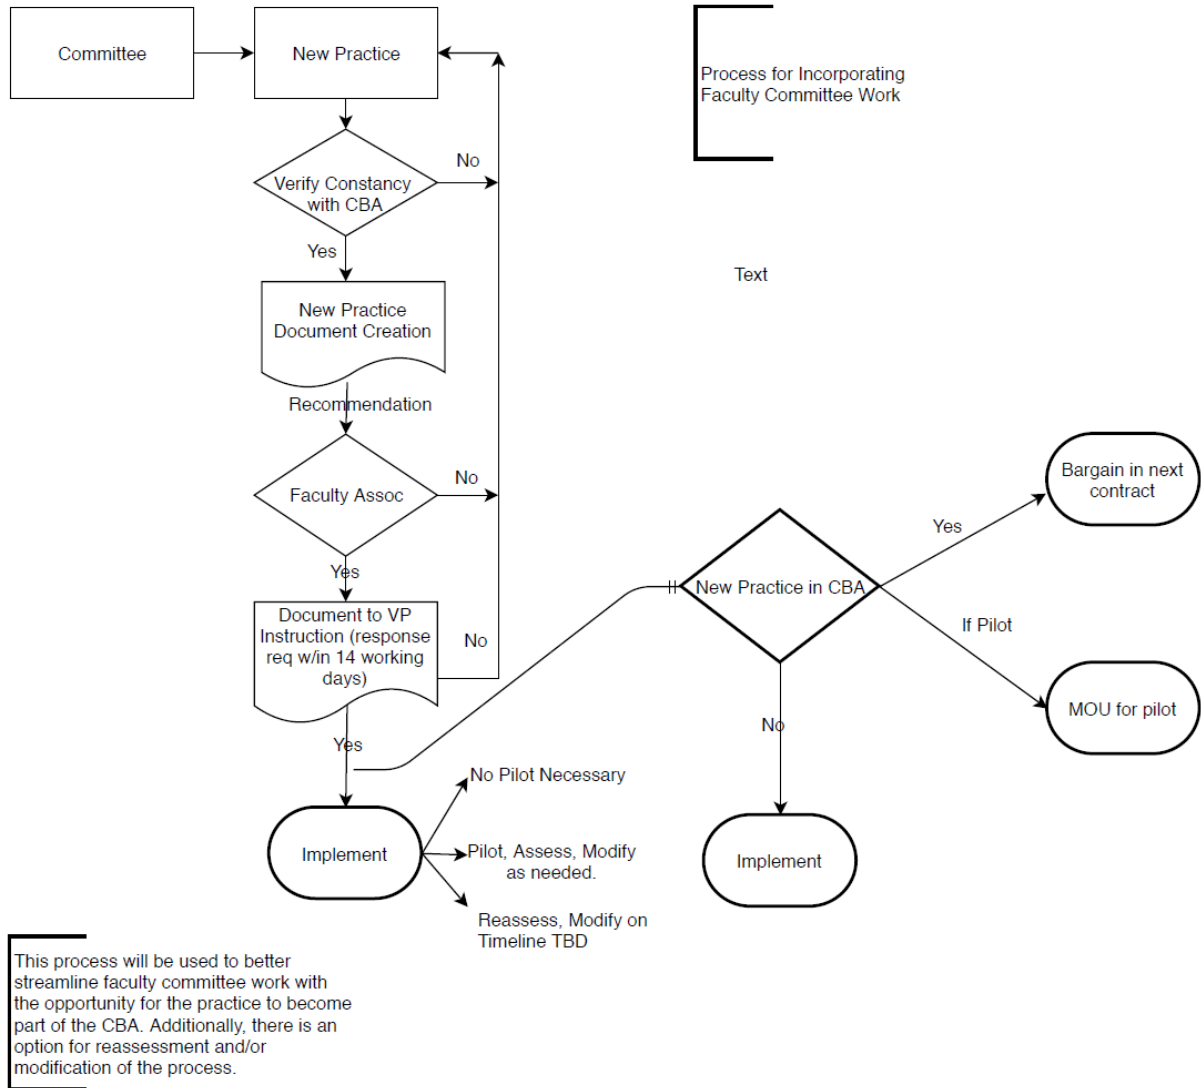 Committee
New Practice
Process for Incorporating
Faculty Committee Work
No
Verify Constancy
with CBA
Yes
Text
New Practice
Document Creation
Recommendation
Faculty Assoc
No
Yes
Document to VP
Instruction (response
req w/in 14 working
days)
No
Yes
Implement
No Pilot Necessary
Pilot, Assess, Modify
as needed.
Reassess, Modify on
Timeline TBD
New Practice in CBA
Yes
Bargain in next
contract
If Pilot
MOU for pilot
No
Implement
This process will be used to better
streamline faculty committee work with
the opportunity for the practice to become
part of the CBA. Additionally, there is an
option for reassessment and/or
modification of the process.